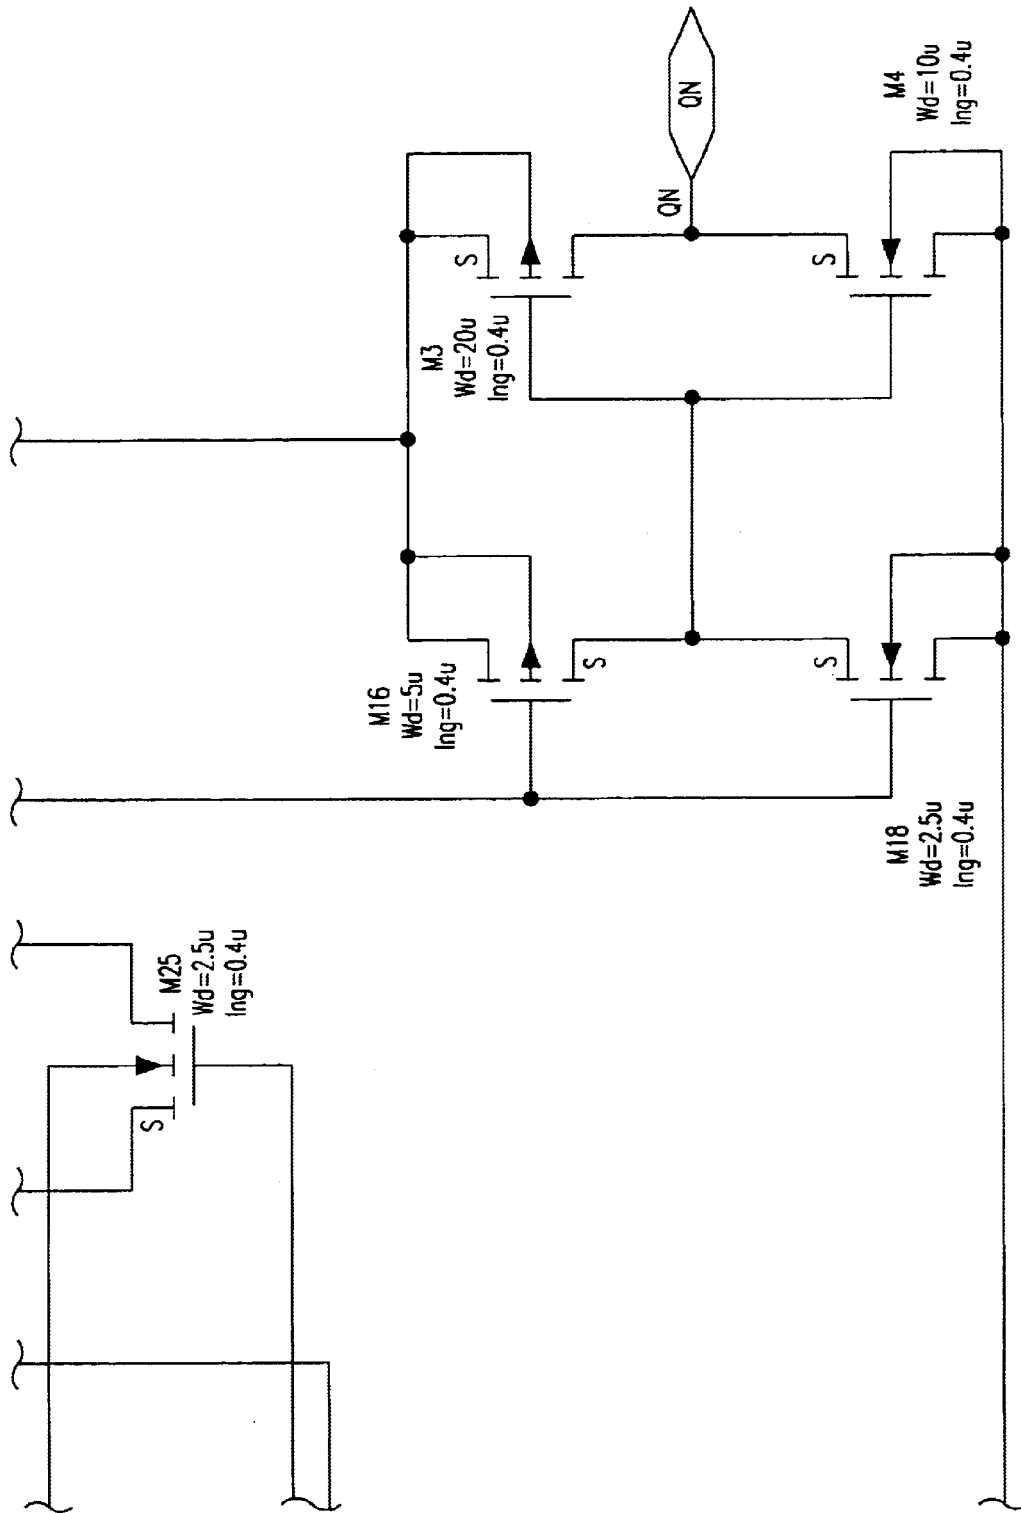 M25
Wd=2.5u
lng=0.4u
S
M16
Wd=5u
lng=0.4u
S
M3
Wd=20u
lng=0.4u
S
QN
QN
M18
Wd=2.5u
lng=0.4u
S
M4
Wd=10u
lng=0.4u
S